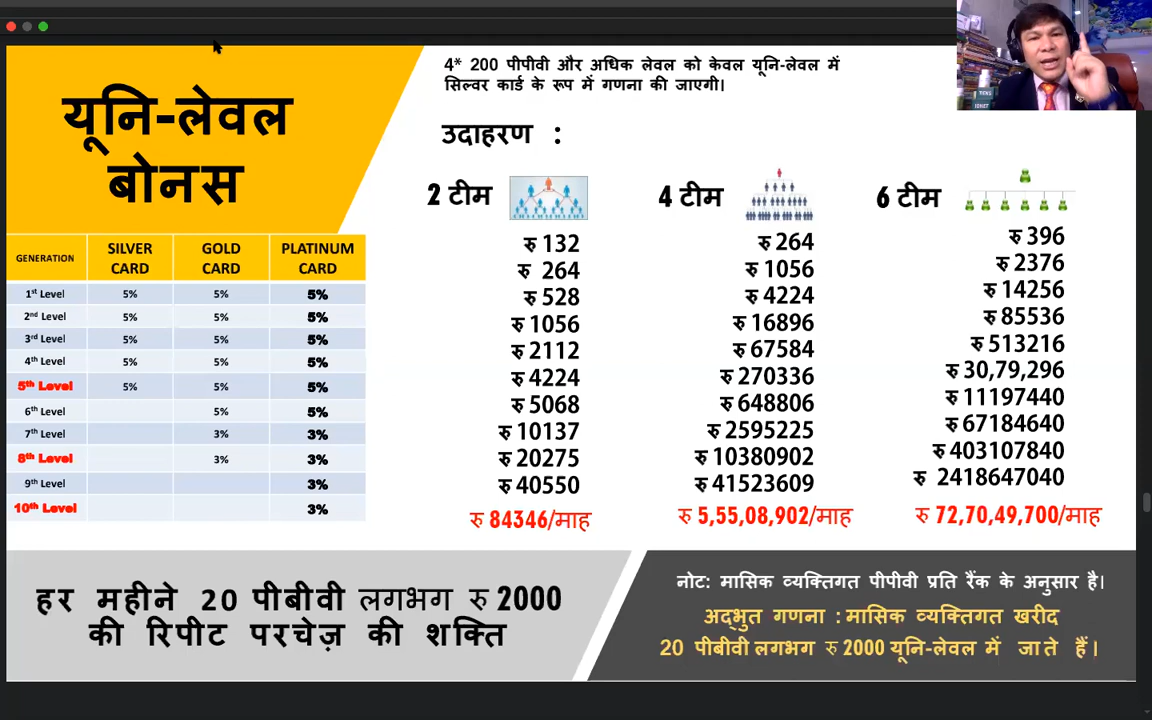 4* 200 पीपीवी और अधिक लेवल को केवल यूनि-लेवल में
सिल्वर कार्ड के रूप में गणना की जाएगी।
यूनि-लेवल
बोनस
उदाहरण :
2 टीम
4 टीम
6 टीम
GENERATION SILVER CARD GOLD CARD PLATINUM CARD
1st Level 5% 5% 5%
2nd Level 5% 5% 5%
3rd Level 5% 5% 5%
4th Level 5% 5% 5%
5th Level 5% 5% 5%
6th Level 5% 5%
7th Level 3% 3%
8th Level 3% 3%
9th Level 3%
10th Level 3%
रु 132
रु 264
रु 528
रु 1056
रु 2112
रु 4224
रु 5068
रु 10137
रु 20275
रु 40550
रु 84346/माह
रु 264
रु 1056
रु 4224
रु 16896
रु 67584
रु 270336
रु 648806
रु 2595225
रु 10380902
रु 41523609
रु 5,55,08,902/माह
रु 396
रु 2376
रु 14256
रु 85536
रु 513216
रु 30,79,296
रु 11197440
रु 67184640
रु 403107840
रु 2418647040
रु 72,70,49,700/माह
हर महीने 20 पीबीवी लगभग रु 2000
की रिपीट परचेज़ की शक्ति
नोट: मासिक व्यक्तिगत पीपीवी प्रति रैंक के अनुसार है।
अद्भुत गणना : मासिक व्यक्तिगत खरीद
20 पीबीवी लगभग रु 2000 यूनि-लेवल में जाते हैं।